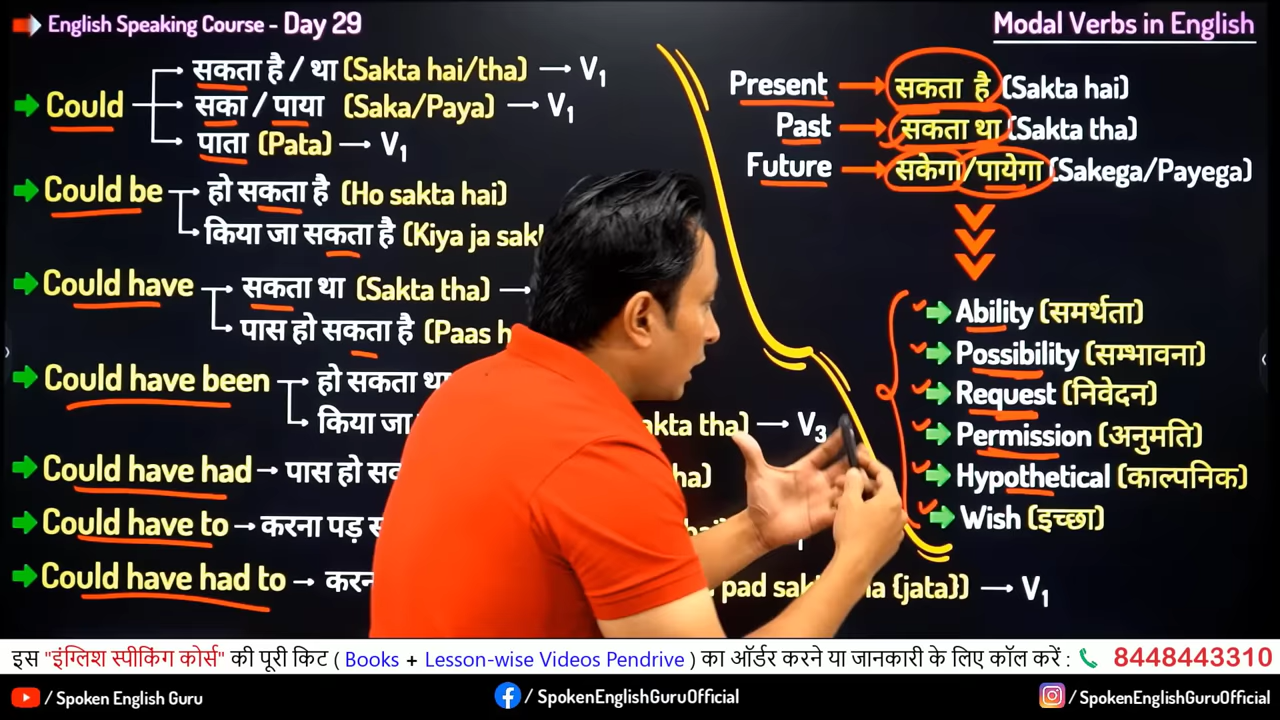 English Speaking Course - Day 29
Modal Verbs in English
Could
सकता है / था (Sakta hai/tha) → V1
सका / पाया (Saka/Paya) → V1
पाता (Pata) → V1
Could be
हो सकता है (Ho sakta hai)
किया जा सकता है (Kiya ja
Could have
सकता था (Sakta tha) →
पास हो सकता है (Paas
Could have been
हो सकता
किया जा
tha) → V3
Could have had → पास हो
Could have to → करना पड़
Could have had to →
pad {jata}) → V1
Present → सकता है (Sakta hai)
Past → सकता था (Sakta tha)
Future → सकेगा/पायेगा (Sakega/Payega)
Ability (समर्थता)
Possibility (सम्भावना)
Request (निवेदन)
Permission (अनुमति)
Hypothetical (काल्पनिक)
Wish (इच्छा)
इस "इंग्लिश स्पीकिंग कोर्स" की पूरी किट ( Books + Lesson-wise Videos Pendrive ) का ऑर्डर करने या जानकारी के लिए कॉल करें : 8448443310
/ Spoken English Guru
/SpokenEnglishGuruOfficial
/SpokenEnglishGuruOfficial